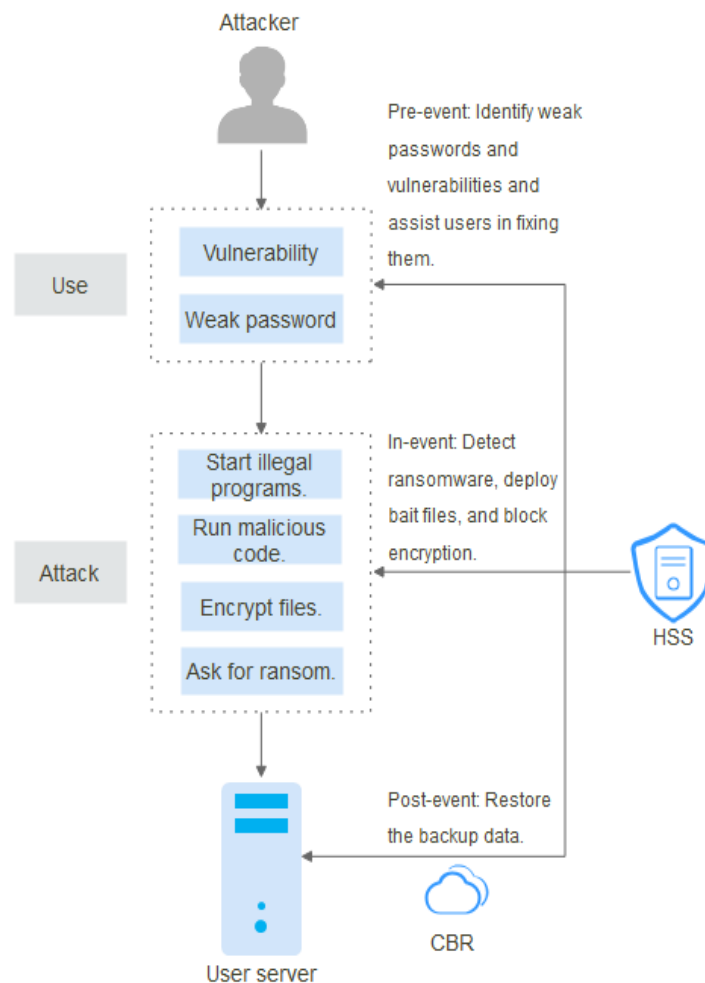 Attacker
Pre-event: Identify weak
passwords and
vulnerabilities and
assist users in fixing
them.
Use
Vulnerability
Weak password
In-event: Detect
ransomware, deploy
bait files, and block
encryption.
Attack
Start illegal
programs.
Run malicious
code.
Encrypt files.
Ask for ransom.
HSS
Post-event: Restore
the backup data.
CBR
User server